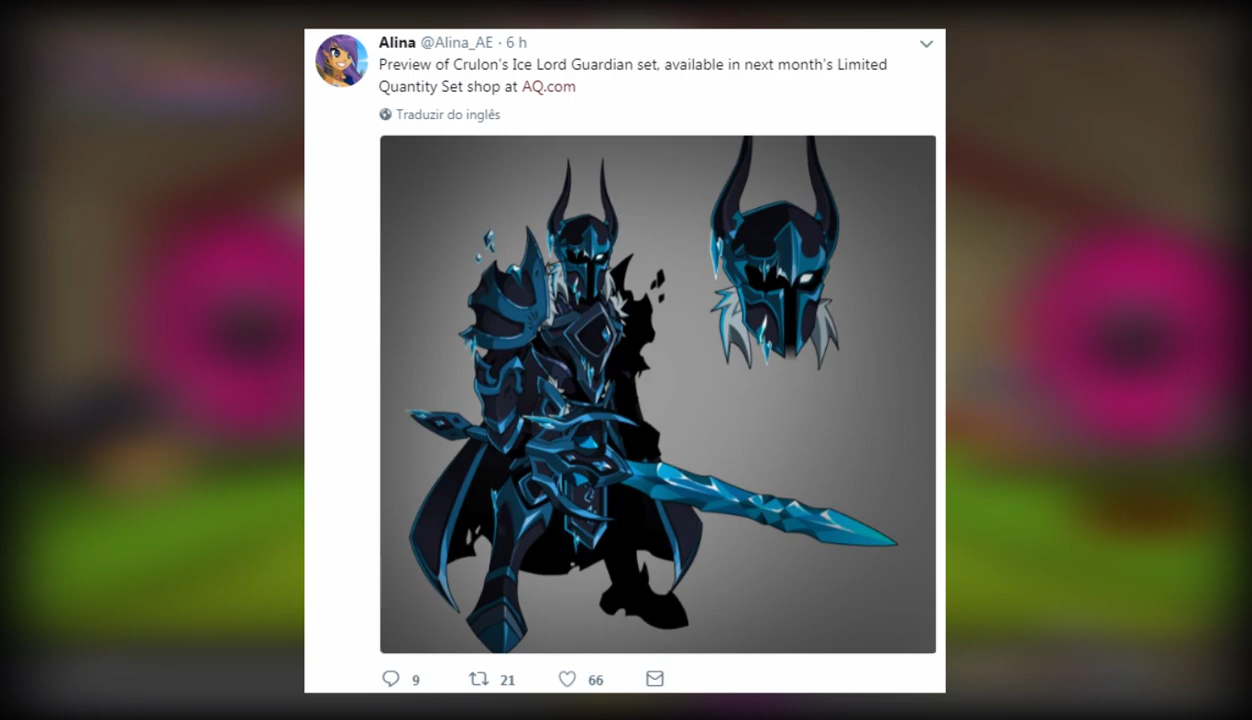 Alina @Alina_AE · 6 h
Preview of Crulon's Ice Lord Guardian set, available in next month's Limited
Quantity Set shop at AQ.com
Traduzir do inglês
9 21 66